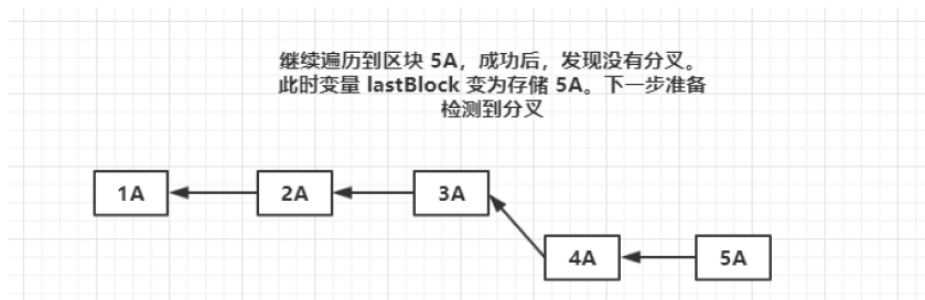 继续遍历到区块 5A，成功后，发现没有分叉。
此时变量 lastBlock 变为存储 5A。下一步准备
检测到分叉
1A
2A
3A
4A
5A